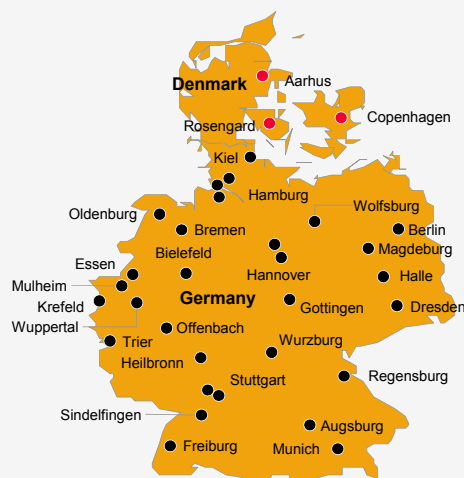 Denmark
Aarhus
Copenhagen
Rosengard
Kiel
Hamburg
Wolfsburg
Oldenburg
Bremen
Berlin
Bielefeld
Magdeburg
Essen
Hannover
Halle
Mulheim
Germany
Krefeld
Gottingen
Dresden
Wuppertal
Offenbach
Trier
Wurzburg
Heilbronn
Stuttgart
Regensburg
Sindelfingen
Augsburg
Freiburg
Munich